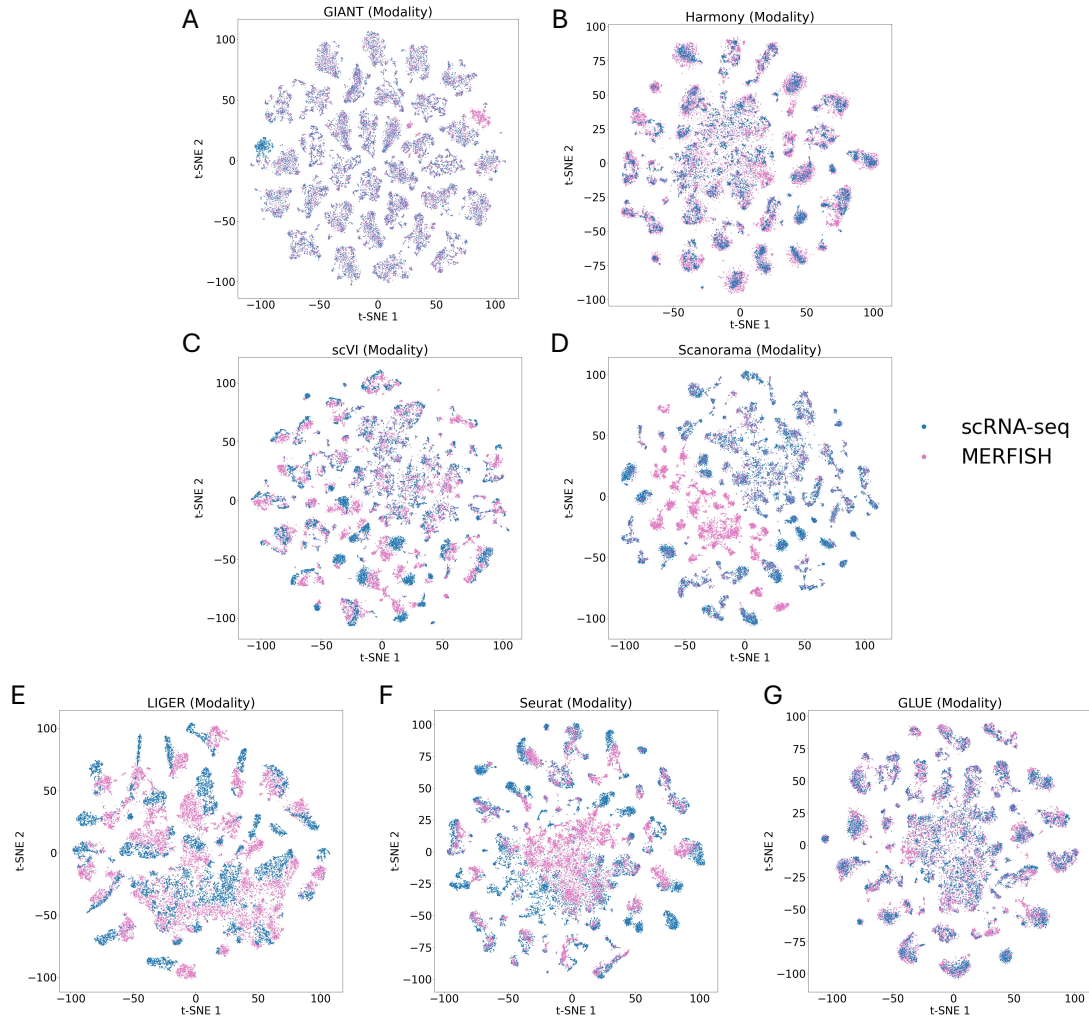 A
GIANT (Modality)
100
50
0
−50
−100
−100
−50
0
50
100
t-SNE 2
t-SNE 1
B
Harmony (Modality)
100
75
50
25
0
−25
−50
−75
−100
−50
0
50
100
t-SNE 2
t-SNE 1
C
scVI (Modality)
100
50
0
−50
−100
−100
−50
0
50
100
t-SNE 2
t-SNE 1
D
Scanorama (Modality)
100
50
0
−50
−100
−100
−50
0
50
100
t-SNE 2
t-SNE 1
scRNA-seq
MERFISH
E
LIGER (Modality)
100
50
0
−50
−100
−100
−50
0
50
100
t-SNE 2
t-SNE 1
F
Seurat (Modality)
100
75
50
25
0
−25
−50
−75
−100
−100
−50
0
50
100
t-SNE 2
t-SNE 1
G
GLUE (Modality)
100
75
50
25
0
−25
−50
−75
−100
−100
−50
0
50
100
t-SNE 2
t-SNE 1